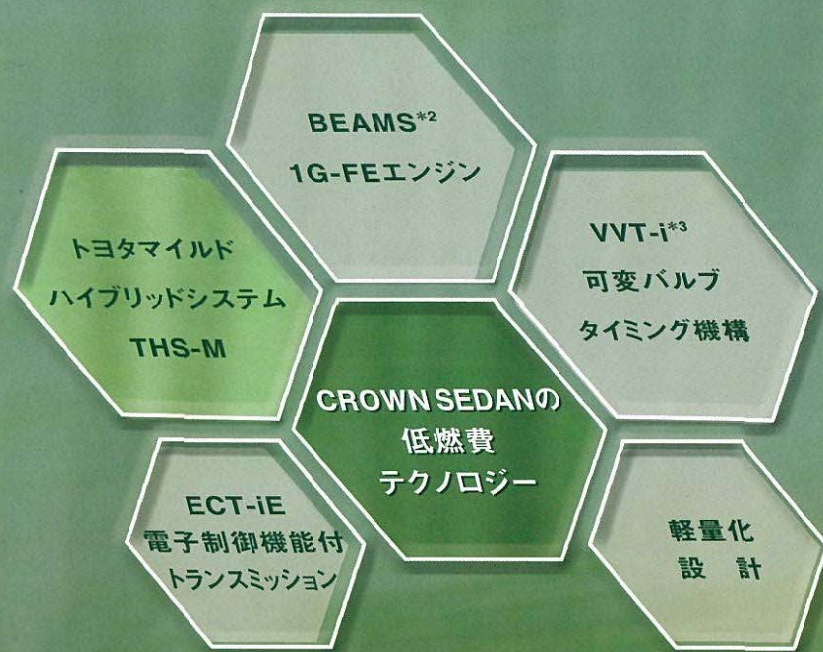 BEAMS*2
1G-FEエンジン
トヨタマイルド
ハイブリッドシステム
THS-M
VVT-i*3
可変バルブ
タイミング機構
CROWN SEDANの
低燃費
テクノロジー
ECT-iE
電子制御機能付
トランスミッション
軽量化
設 計